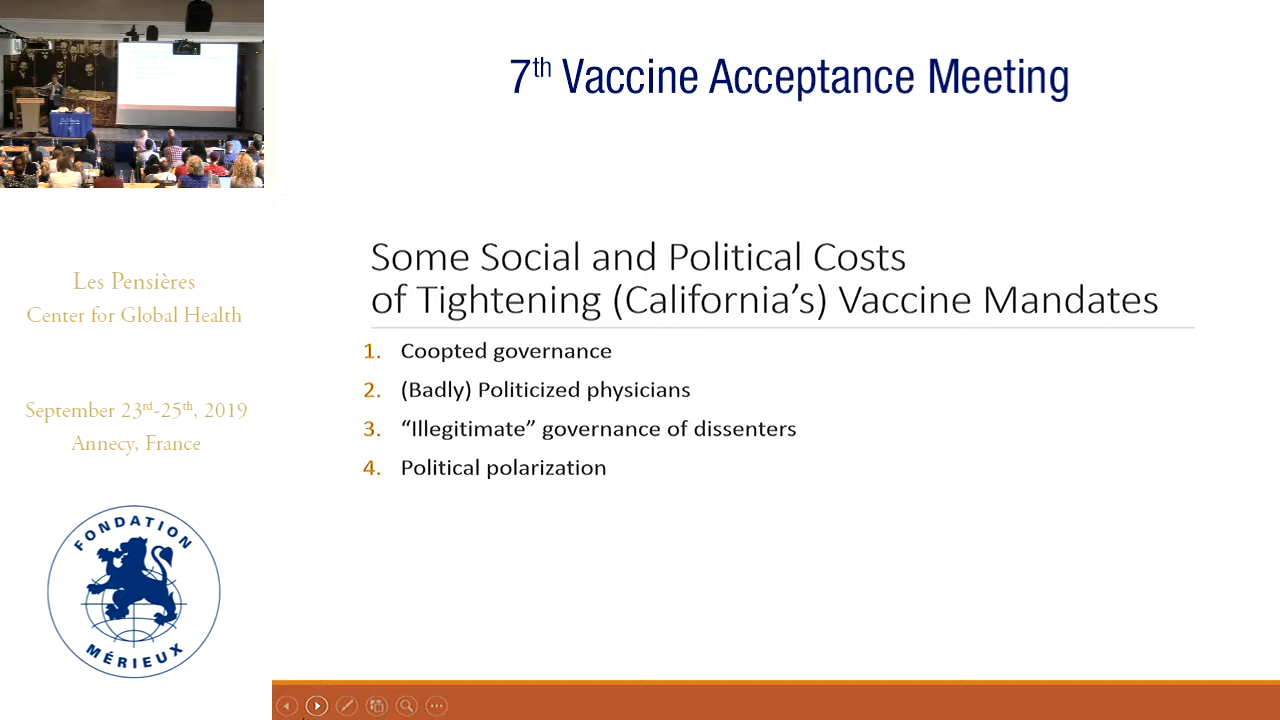 7th Vaccine Acceptance Meeting
Les Pensières
Center for Global Health
September 23rd-25th, 2019
Annecy, France
FONDATION
MÉRIEUX
Some Social and Political Costs
of Tightening (California’s) Vaccine Mandates
1. Coopted governance
2. (Badly) Politicized physicians
3. “Illegitimate” governance of dissenters
4. Political polarization